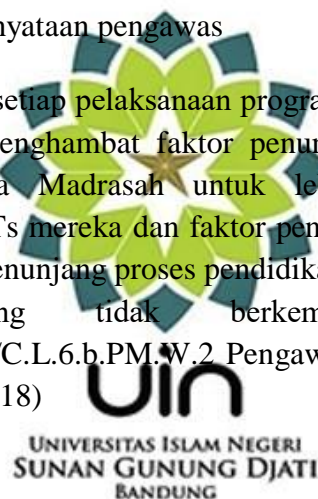 nyataan pengawas
setiap pelaksanaan progra
enghambat faktor penun
a Madrasah untuk le
Ts mereka dan faktor pen
enunjang proses pendidika
ng tidak berkem
/C.L.6.b.PM.W.2 Pengaw
18)
uin
UNIVERSITAS ISLAM NEGERI
SUNAN GUNUNG DJATI
BANDUNG